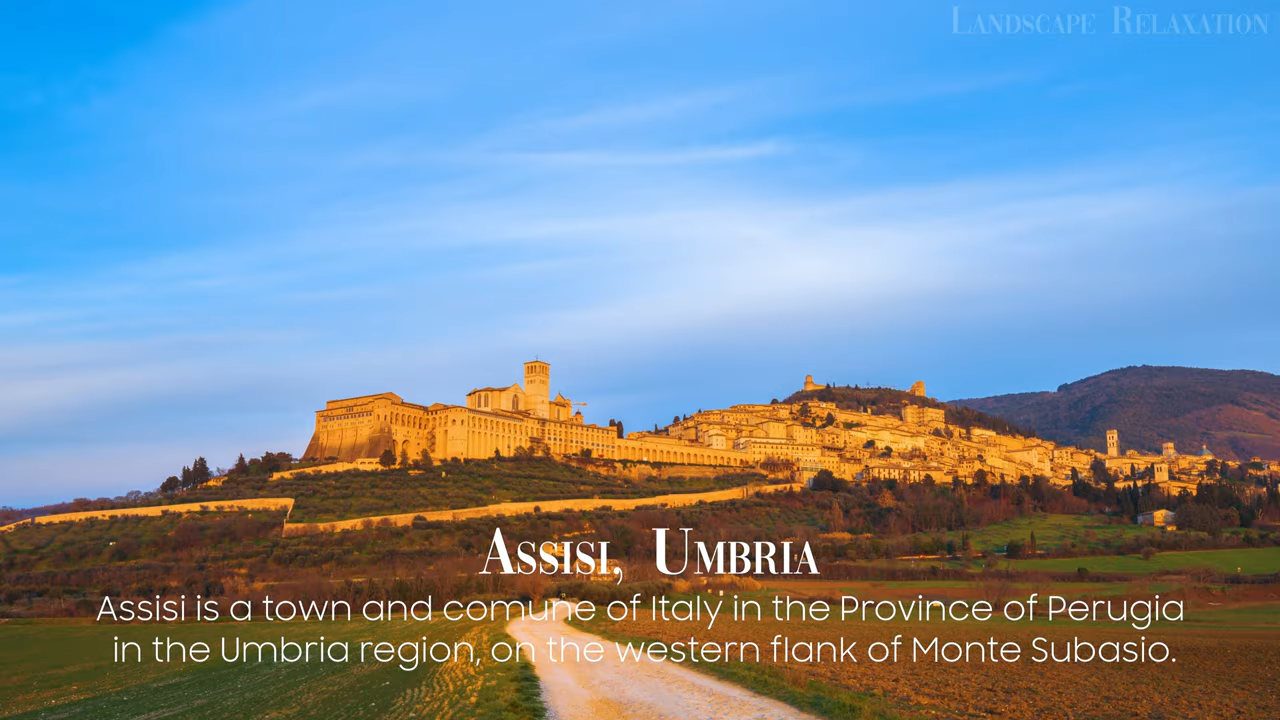 Landscape Relaxation
Assisi, Umbria
Assisi is a town and comune of Italy in the Province of Perugia
in the Umbria region, on the western flank of Monte Subasio.